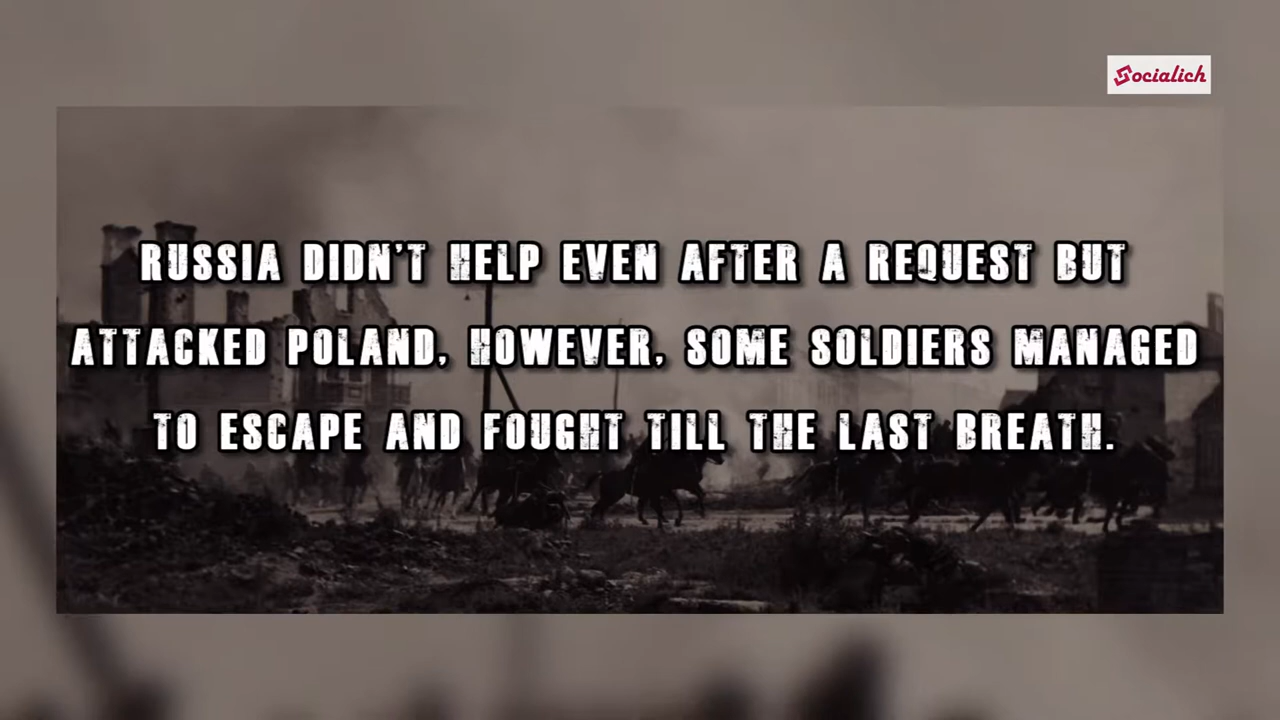 Socialich
RUSSIA DIDN'T HELP EVEN AFTER A REQUEST BUT
ATTACKED POLAND, HOWEVER, SOME SOLDIERS MANAGED
TO ESCAPE AND FOUGHT TILL THE LAST BREATH.